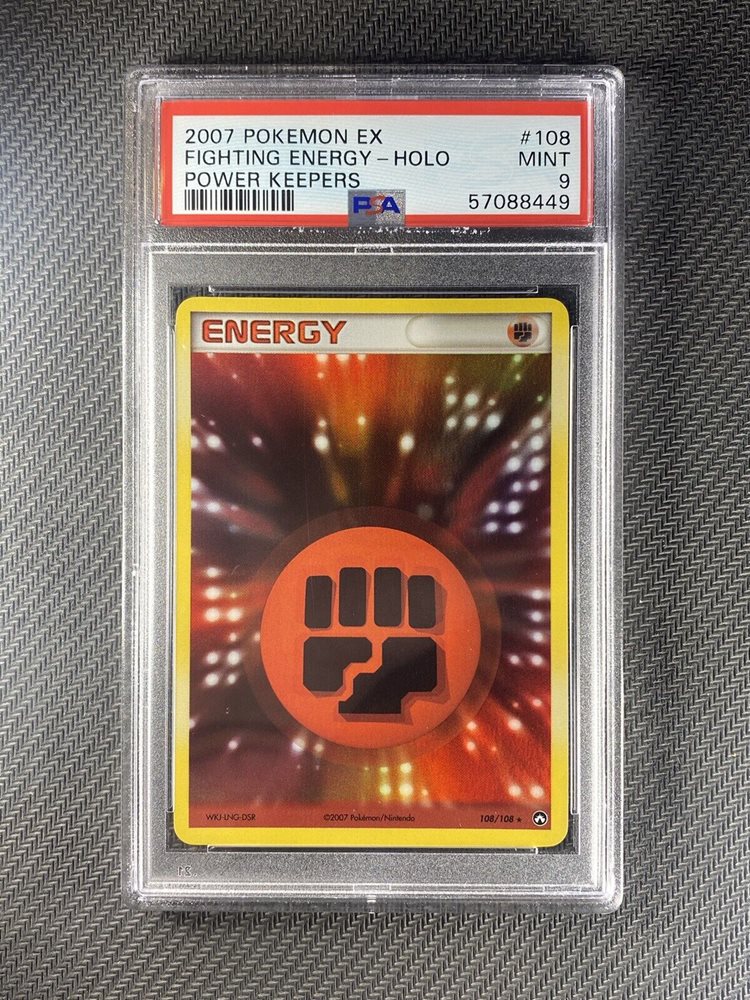 2007 POKEMON EX #108
FIGHTING ENERGY - HOLO MINT
POWER KEEPERS 9
PSA 57088449
ENERGY
WKJ-LNG-DSR ©2007 Pokémon/Nintendo 108/108 ★